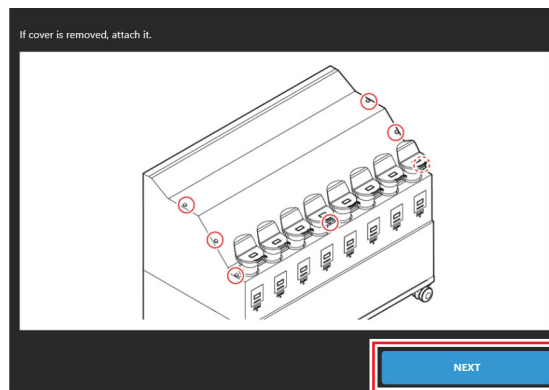 If cover is removed, attach it.
NEXT